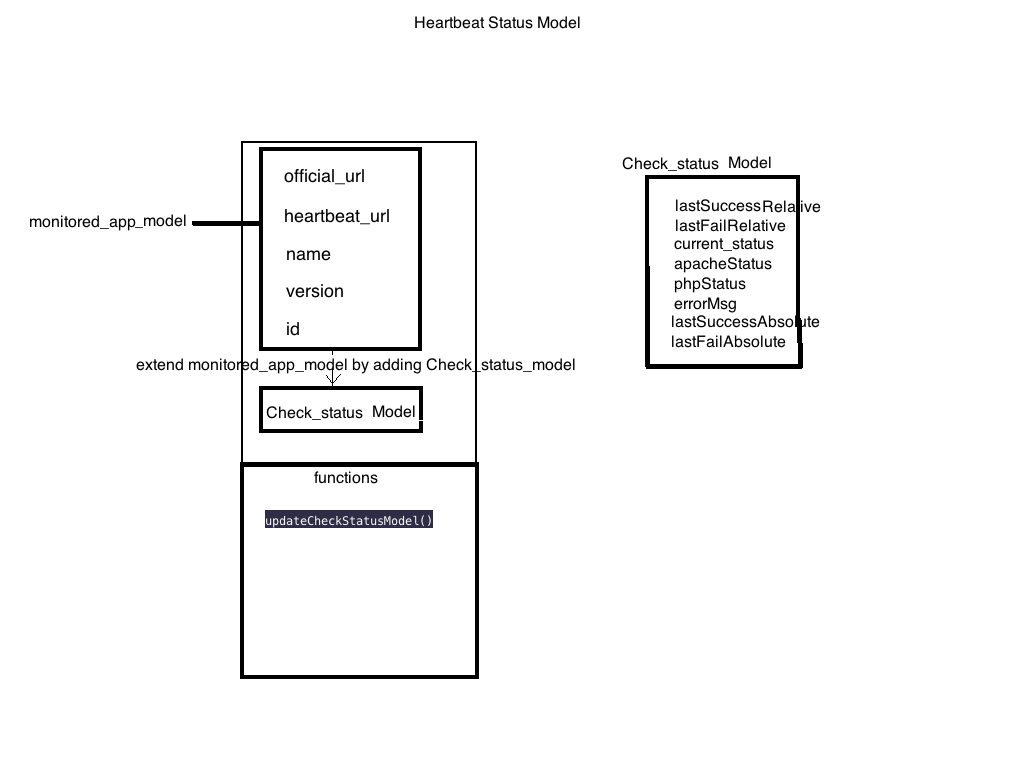 Heartbeat Status Model
official_url
heartbeat_url
name
version
id
monitored_app_model
extend monitored_app_model by adding Check_status_model
Check_status Model
functions
updateCheckStatusModel()
Check_status Model
lastSuccessRelative
lastFailRelative
current_status
apacheStatus
phpStatus
errorMsg
lastSuccessAbsolute
lastFailAbsolute